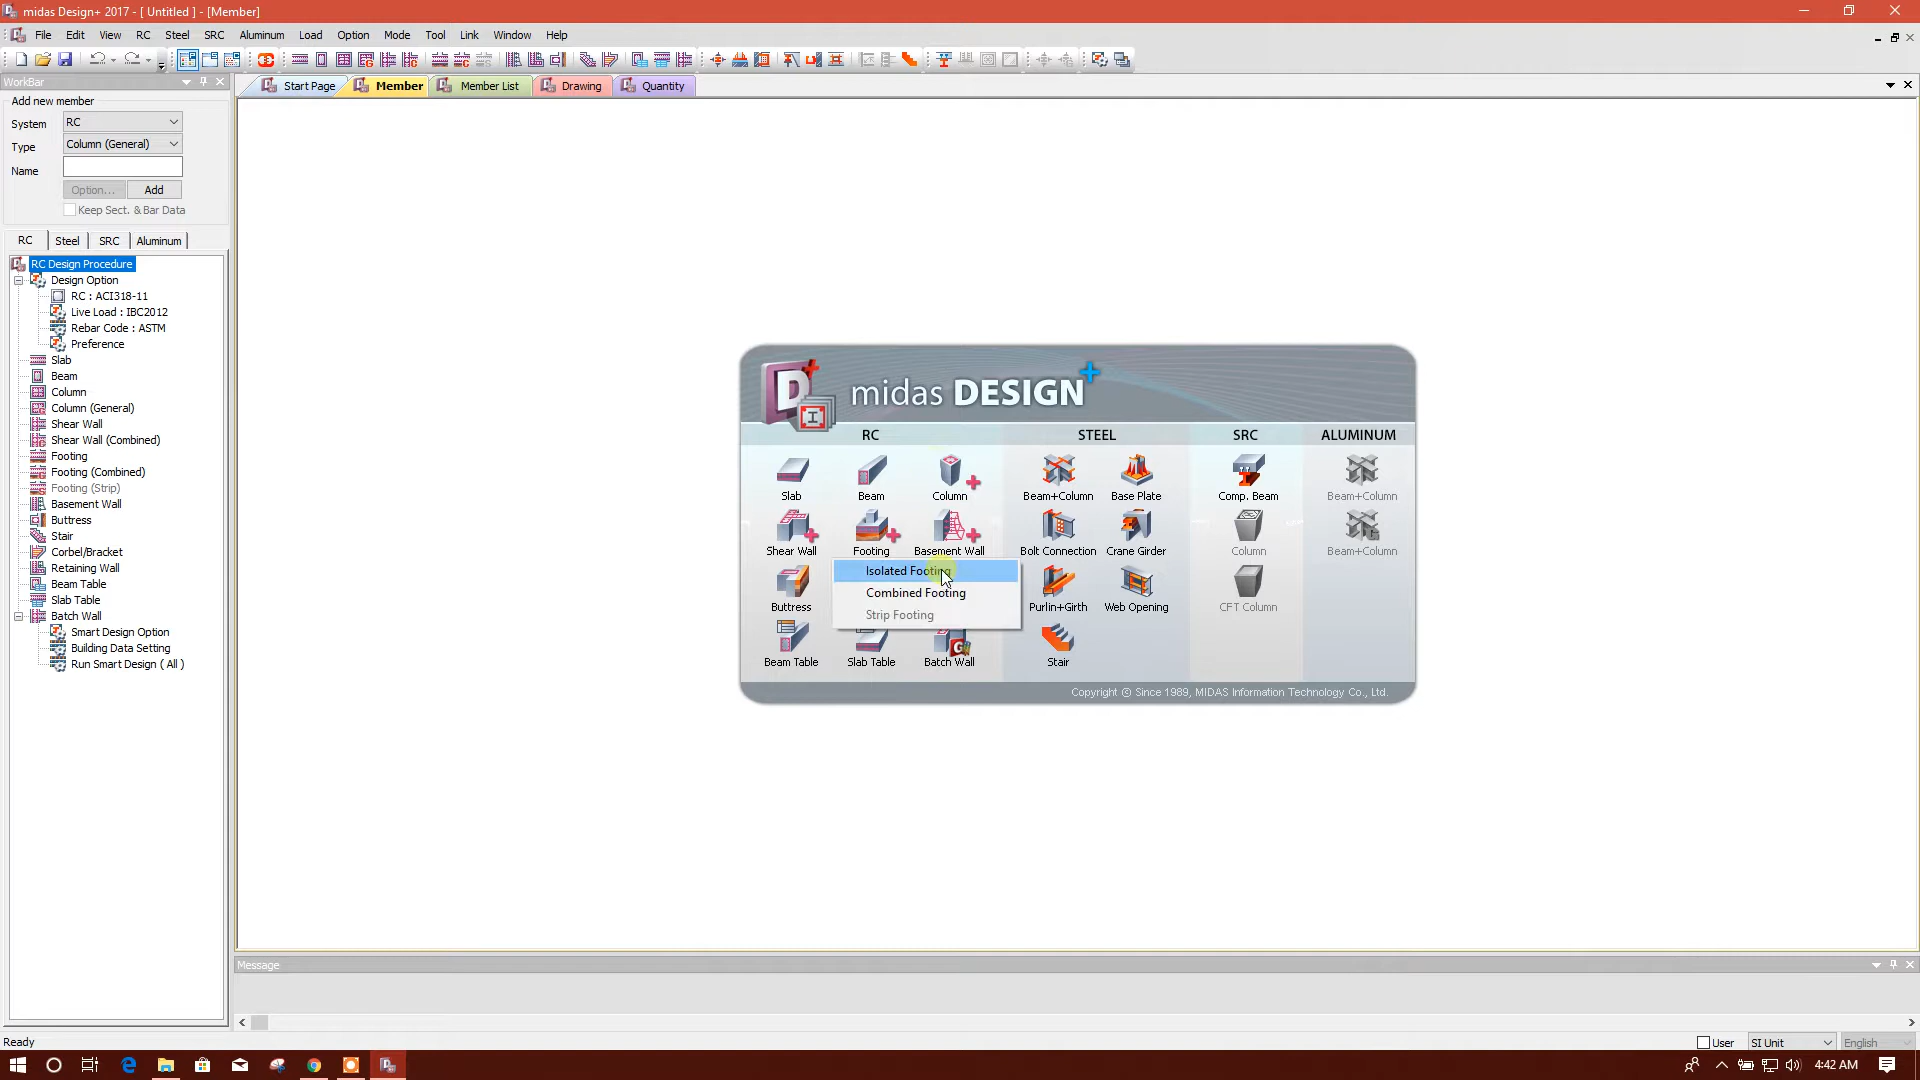 midas Design+ 2017 - [ Untitled ] - [Member]
File Edit View RC Steel SRC Aluminum Load Option Mode Tool Link Window Help
WorkBar
Start Page Member Member List Drawing Quantity
Add new member
System RC
Type Column (General)
Name
Option... Add
Keep Sect. & Bar Data
RC Steel SRC Aluminum
RC Design Procedure
Design Option
RC : ACI318-11
Live Load : IBC2012
Rebar Code : ASTM
Preference
Slab
Beam
Column
Column (General)
Shear Wall
Shear Wall (Combined)
Footing
Footing (Combined)
Footing (Strip)
Basement Wall
Buttress
Stair
Corbel/Bracket
Retaining Wall
Beam Table
Slab Table
Batch Wall
Smart Design Option
Building Data Setting
Run Smart Design ( All )
midas DESIGN+
RC STEEL SRC ALUMINUM
Slab Beam Column Beam+Column Base Plate Comp. Beam Beam+Column
Shear Wall Footing Basement Wall Bolt Connection Crane Girder Column Beam+Column
Isolated Footing
Combined Footing
Strip Footing
Buttress Purlin+Girth Web Opening CFT Column
Beam Table Slab Table Batch Wall Stair
Copyright © Since 1989, MIDAS Information Technology Co., Ltd.
Message
Ready User SI Unit English
4:42 AM